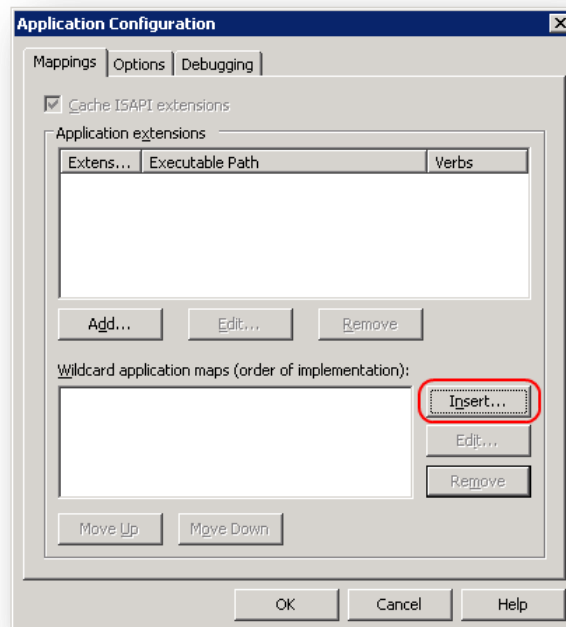 Application Configuration
Mappings Options Debugging
Cache ISAPI extensions
Application extensions
Extens... Executable Path Verbs
Add... Edit... Remove
Wildcard application maps (order of implementation):
Insert...
Edit...
Remove
Move Up Move Down
OK Cancel Help